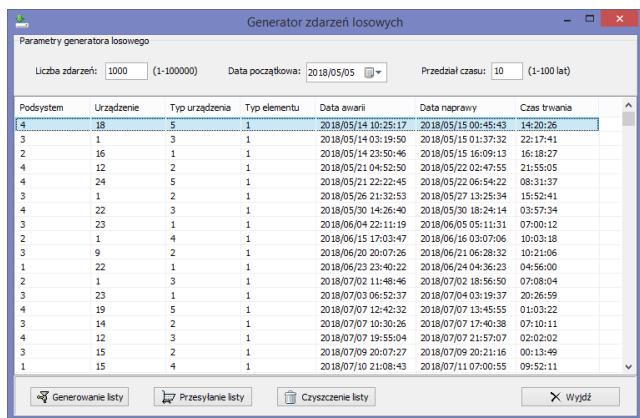 Generator zdarzeń losowych
Parametry generatora losowego
Liczba zdarzeń: 1000 (1-100000) Data początkowa: 2018/05/05 Przedział czasu: 10 (1-100 lat)
Podsystem Urządzenie Typ urządzenia Typ elementu Data awarii Data naprawy Czas trwania
4 18 5 1 2018/05/14 10:25:17 2018/05/15 00:45:43 14:20:26
3 1 3 1 2018/05/14 03:19:50 2018/05/15 01:37:32 22:17:41
2 16 1 1 2018/05/14 23:50:46 2018/05/15 16:09:13 16:18:27
4 12 2 1 2018/05/21 04:52:50 2018/05/22 02:47:55 21:55:05
4 24 5 1 2018/05/21 22:22:45 2018/05/22 06:54:22 08:31:37
3 1 2 1 2018/05/26 21:32:53 2018/05/27 13:25:34 15:52:41
4 22 3 1 2018/05/30 14:26:40 2018/05/30 18:24:14 03:57:34
3 23 1 1 2018/06/04 22:11:19 2018/06/05 05:11:31 07:00:12
2 1 4 1 2018/06/15 17:03:47 2018/06/16 03:07:06 10:03:18
3 9 2 1 2018/06/20 20:07:26 2018/06/21 06:28:32 10:21:06
1 22 1 1 2018/06/23 23:40:22 2018/06/24 04:36:23 04:56:00
2 1 3 1 2018/07/02 11:48:46 2018/07/02 18:56:50 07:08:04
3 23 1 1 2018/07/03 06:52:37 2018/07/04 03:19:37 20:26:59
4 19 5 1 2018/07/07 12:42:32 2018/07/07 13:45:55 01:03:22
3 14 2 1 2018/07/07 10:30:26 2018/07/07 17:40:38 07:10:11
4 12 3 1 2018/07/07 19:55:04 2018/07/07 21:57:07 02:02:02
3 15 2 1 2018/07/09 20:07:27 2018/07/09 20:21:16 00:13:49
1 15 4 1 2018/07/10 21:08:43 2018/07/11 07:00:55 09:52:11
Generowanie listy Przesyłanie listy Czyszczenie listy Wyjdź